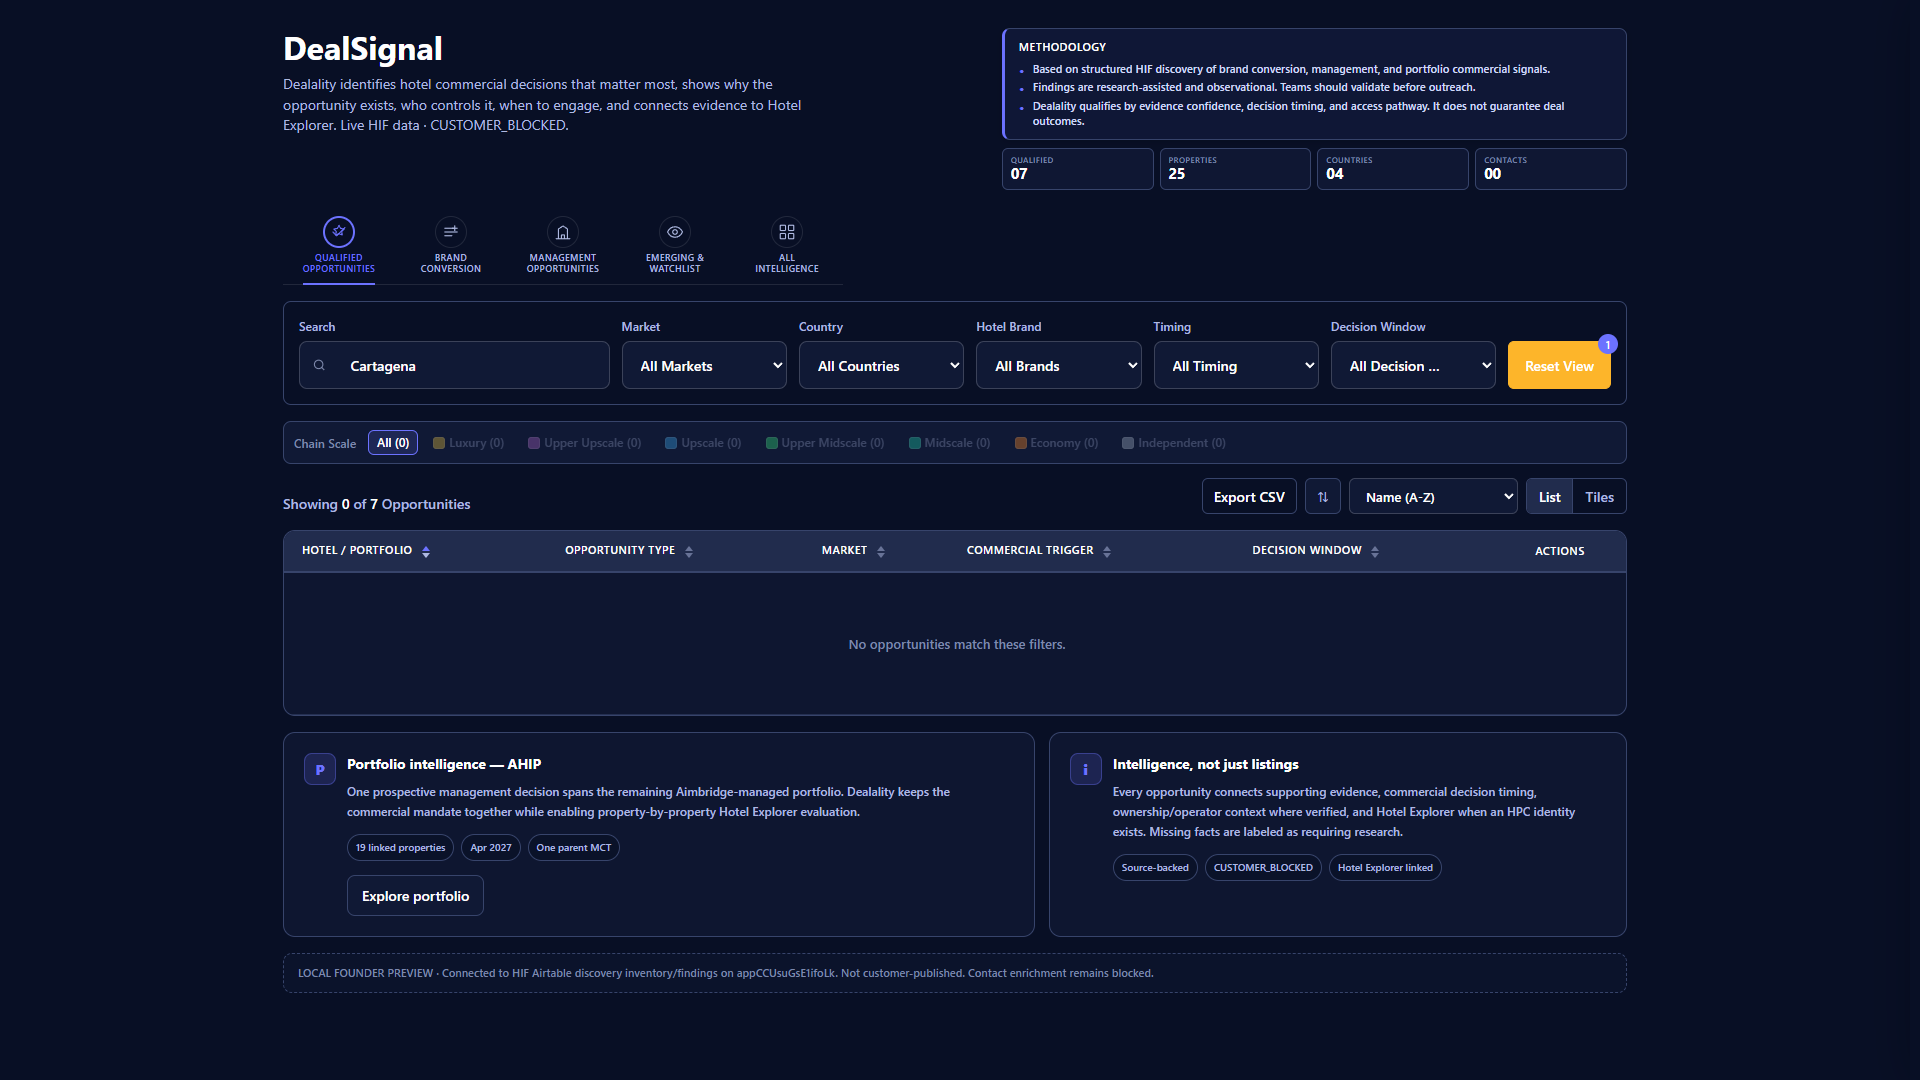 DealSignal
Dealality identifies hotel commercial decisions that matter most, shows why the
opportunity exists, who controls it, when to engage, and connects evidence to Hotel
Explorer. Live HIF data · CUSTOMER_BLOCKED.
METHODOLOGY
• Based on structured HIF discovery of brand conversion, management, and portfolio commercial signals.
• Findings are research-assisted and observational. Teams should validate before outreach.
• Dealality qualifies by evidence confidence, decision timing, and access pathway. It does not guarantee deal
outcomes.
QUALIFIED
07
PROPERTIES
25
COUNTRIES
04
CONTACTS
00
QUALIFIED
OPPORTUNITIES
BRAND
CONVERSION
MANAGEMENT
OPPORTUNITIES
EMERGING &
WATCHLIST
ALL
INTELLIGENCE
Search
Cartagena
Market
All Markets
Country
All Countries
Hotel Brand
All Brands
Timing
All Timing
Decision Window
All Decision ...
Reset View
1
Chain Scale All (0) Luxury (0) Upper Upscale (0) Upscale (0) Upper Midscale (0) Midscale (0) Economy (0) Independent (0)
Showing 0 of 7 Opportunities
Export CSV
Name (A-Z)
List Tiles
HOTEL / PORTFOLIO OPPORTUNITY TYPE MARKET COMMERCIAL TRIGGER DECISION WINDOW ACTIONS
No opportunities match these filters.
P
Portfolio intelligence — AHIP
One prospective management decision spans the remaining Aimbridge-managed portfolio. Dealality keeps the
commercial mandate together while enabling property-by-property Hotel Explorer evaluation.
19 linked properties Apr 2027 One parent MCT
Explore portfolio
i
Intelligence, not just listings
Every opportunity connects supporting evidence, commercial decision timing,
ownership/operator context where verified, and Hotel Explorer when an HPC identity
exists. Missing facts are labeled as requiring research.
Source-backed CUSTOMER_BLOCKED Hotel Explorer linked
LOCAL FOUNDER PREVIEW · Connected to HIF Airtable discovery inventory/findings on appCCUsuGsE1ifoLk. Not customer-published. Contact enrichment remains blocked.